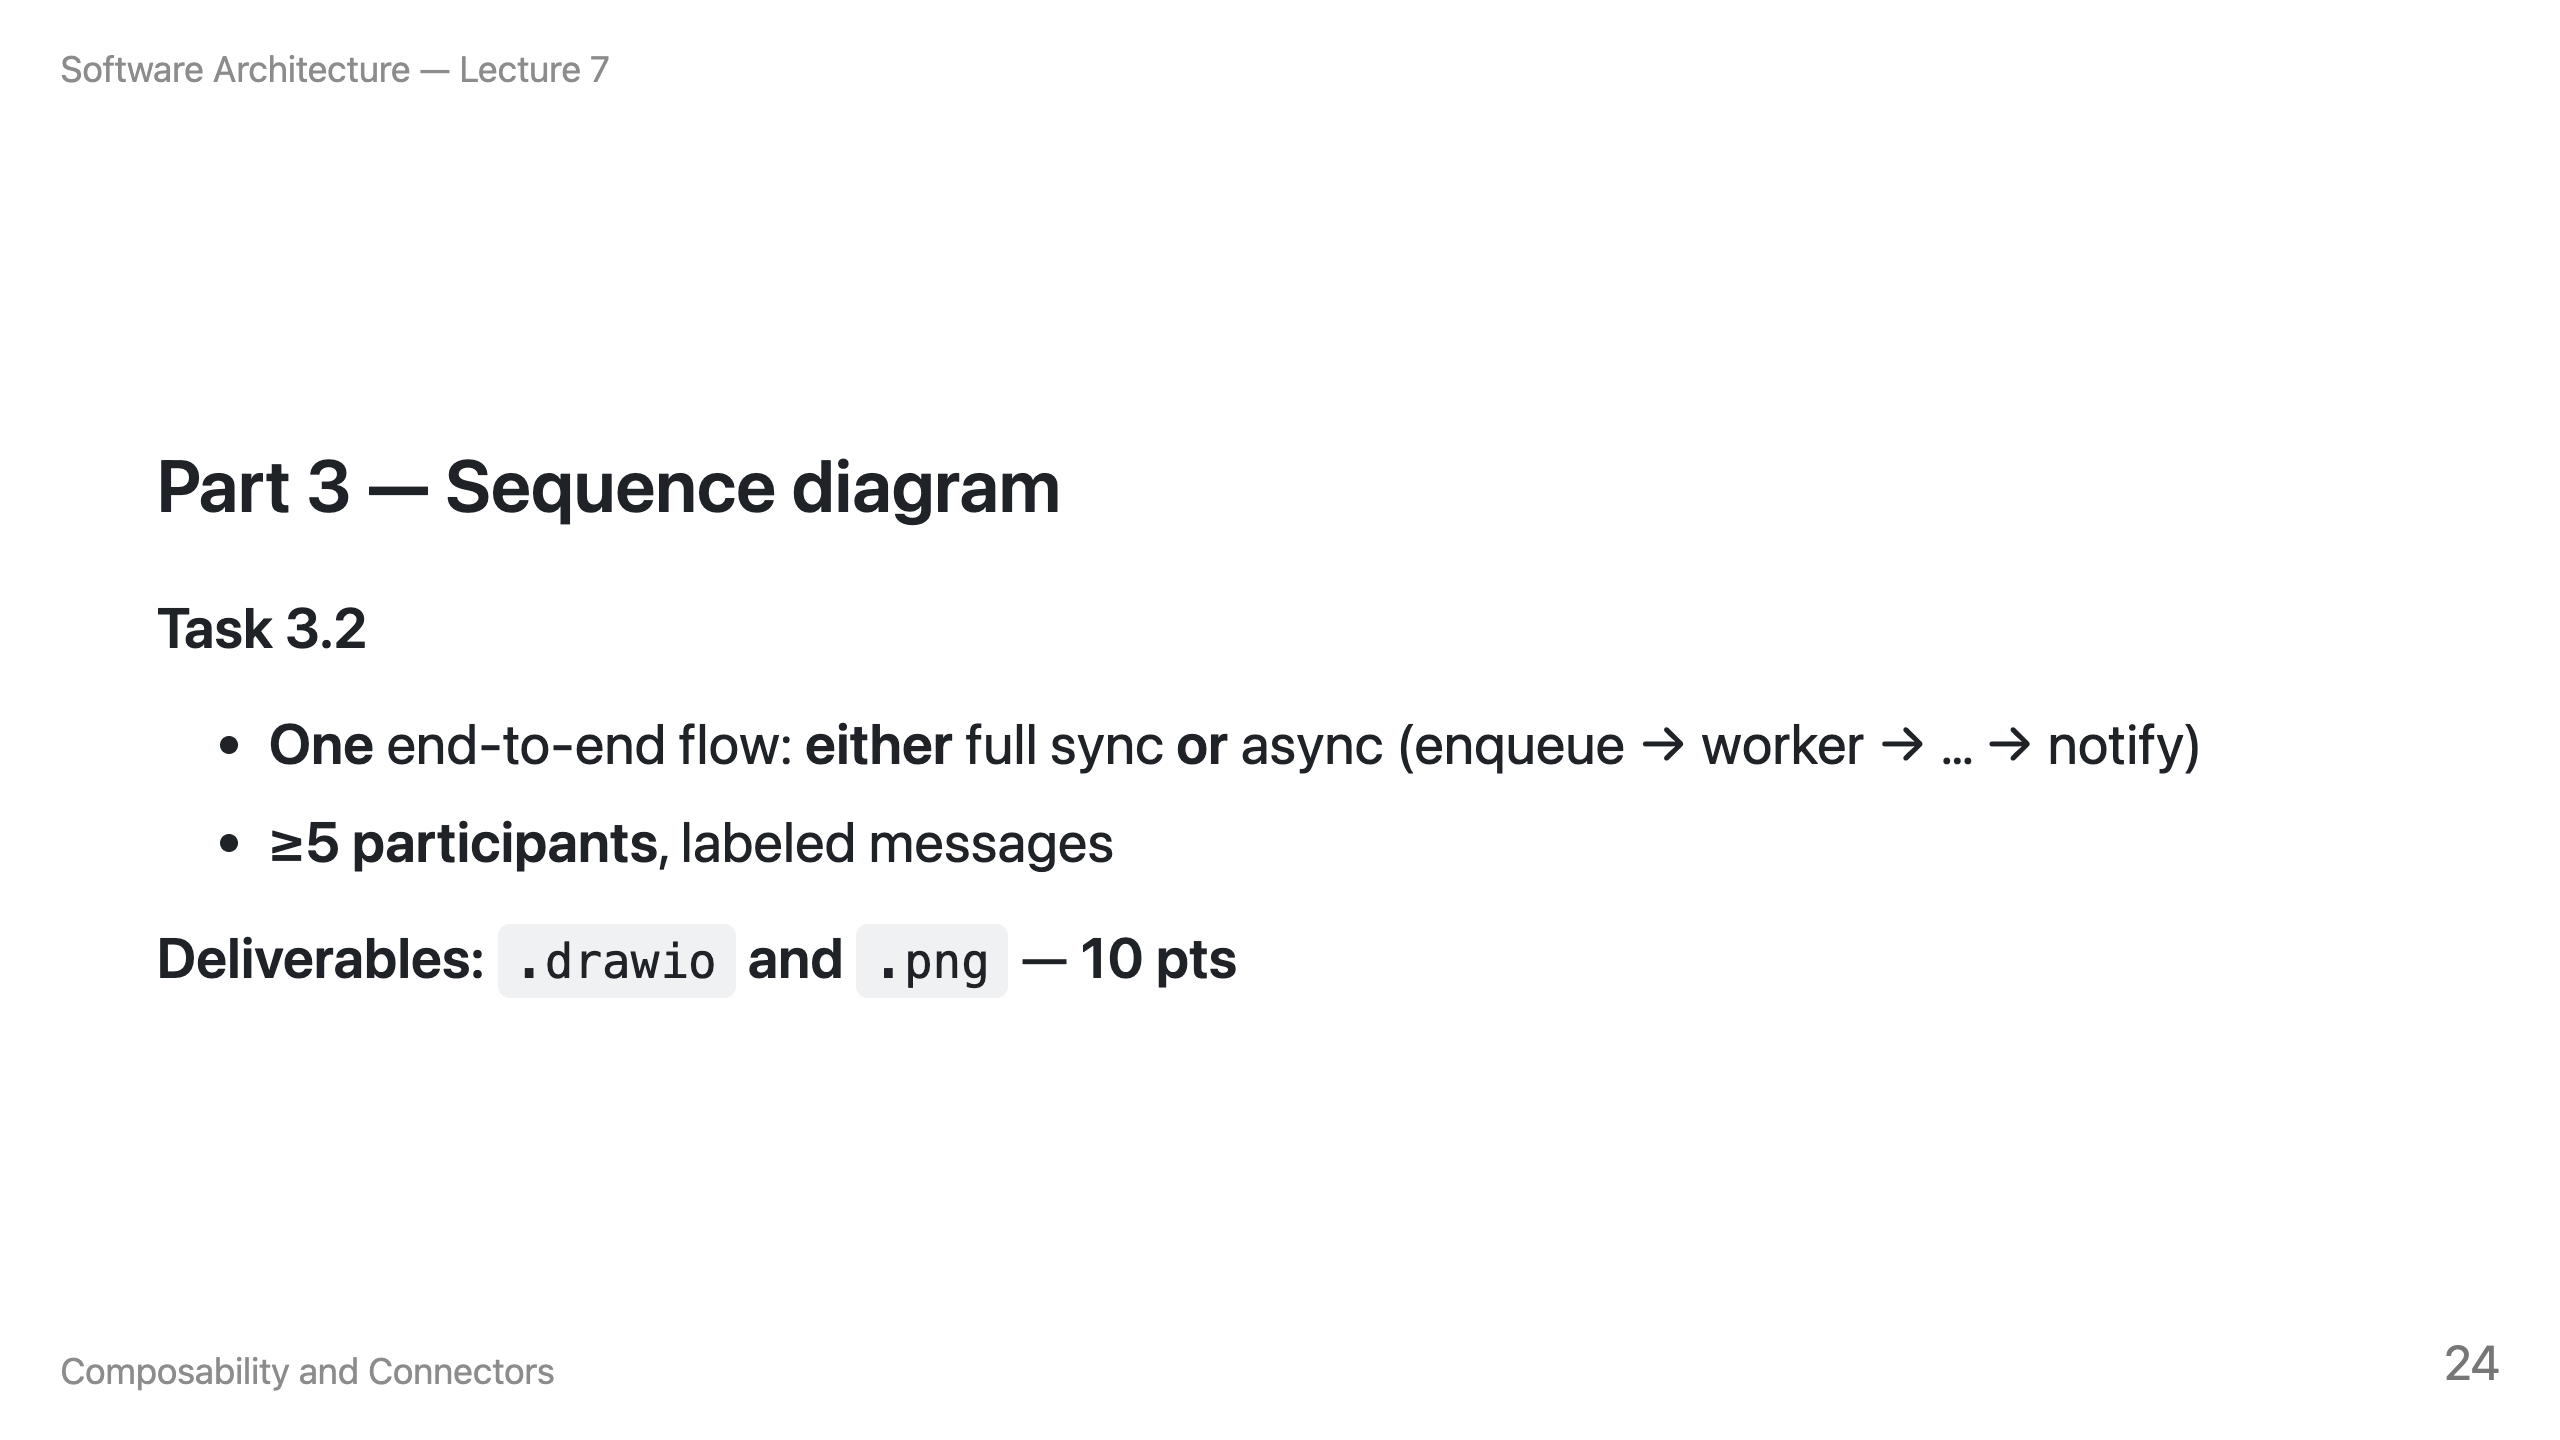 Software Architecture — Lecture 7
Part 3 — Sequence diagram
Task 3.2
• One end-to-end flow: either full sync or async (enqueue → worker → … → notify)
• ≥5 participants, labeled messages
Deliverables: .drawio and .png — 10 pts
Composability and Connectors
24